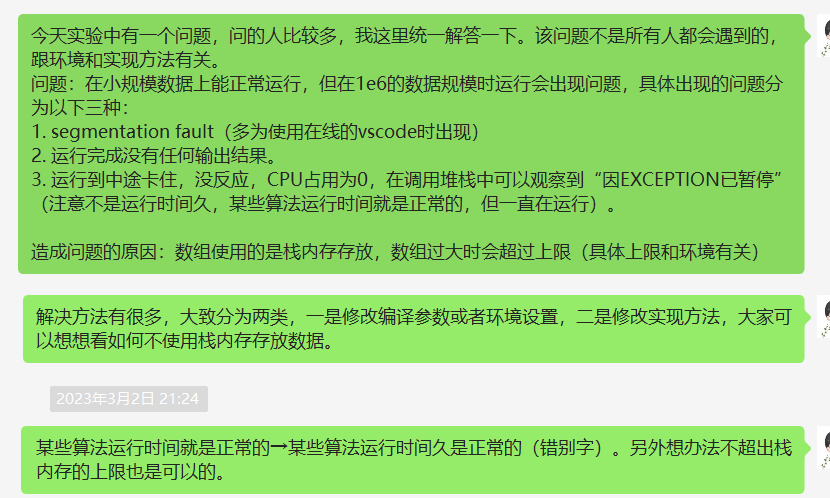 今天实验中有一个问题，问的人比较多，我这里统一解答一下。该问题不是所有人都会遇到的，
跟环境和实现方法有关。
问题：在小规模数据上能正常运行，但在1e6的数据规模时运行会出现问题，具体出现的问题分
为以下三种：
1. segmentation fault（多为使用在线的vscode时出现）
2. 运行完成没有任何输出结果。
3. 运行到中途卡住，没反应，CPU占用为0，在调用堆栈中可以观察到“因EXCEPTION已暂停”
（注意不是运行时间久，某些算法运行时间就是正常的，但一直在运行）。
造成问题的原因：数组使用的是栈内存存放，数组过大时会超过上限（具体上限和环境有关）
解决方法有很多，大致分为两类，一是修改编译参数或者环境设置，二是修改实现方法，大家可
以想想看如何不使用栈内存存放数据。
2023年3月2日 21:24
某些算法运行时间就是正常的→某些算法运行时间久是正常的（错别字）。另外想办法不超出栈
内存的上限也是可以的。